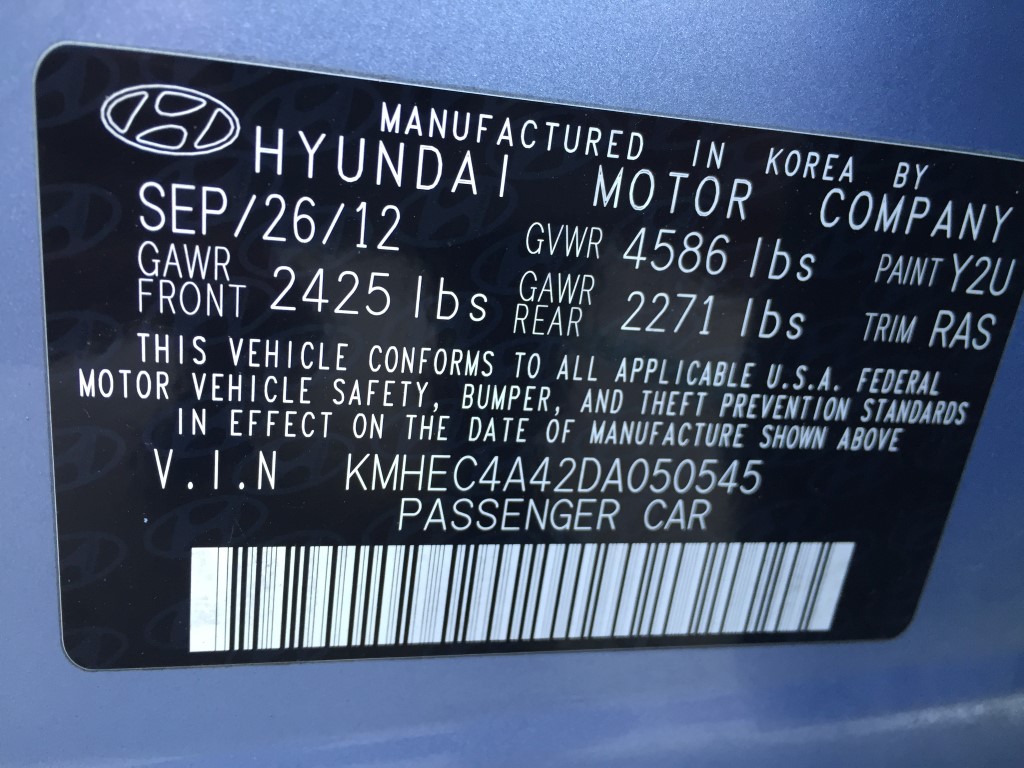 MANUFACTURED IN KOREA BY
HYUNDAI MOTOR COMPANY
SEP/26/12 GVWR 4586 lbs PAINT Y2U
GAWR FRONT 2425 lbs GAWR REAR 2271 lbs TRIM RAS
THIS VEHICLE CONFORMS TO ALL APPLICABLE U.S.A. FEDERAL
MOTOR VEHICLE SAFETY, BUMPER, AND THEFT PREVENTION STANDARDS
IN EFFECT ON THE DATE OF MANUFACTURE SHOWN ABOVE
V.I.N KMHEC4A42DA050545
PASSENGER CAR